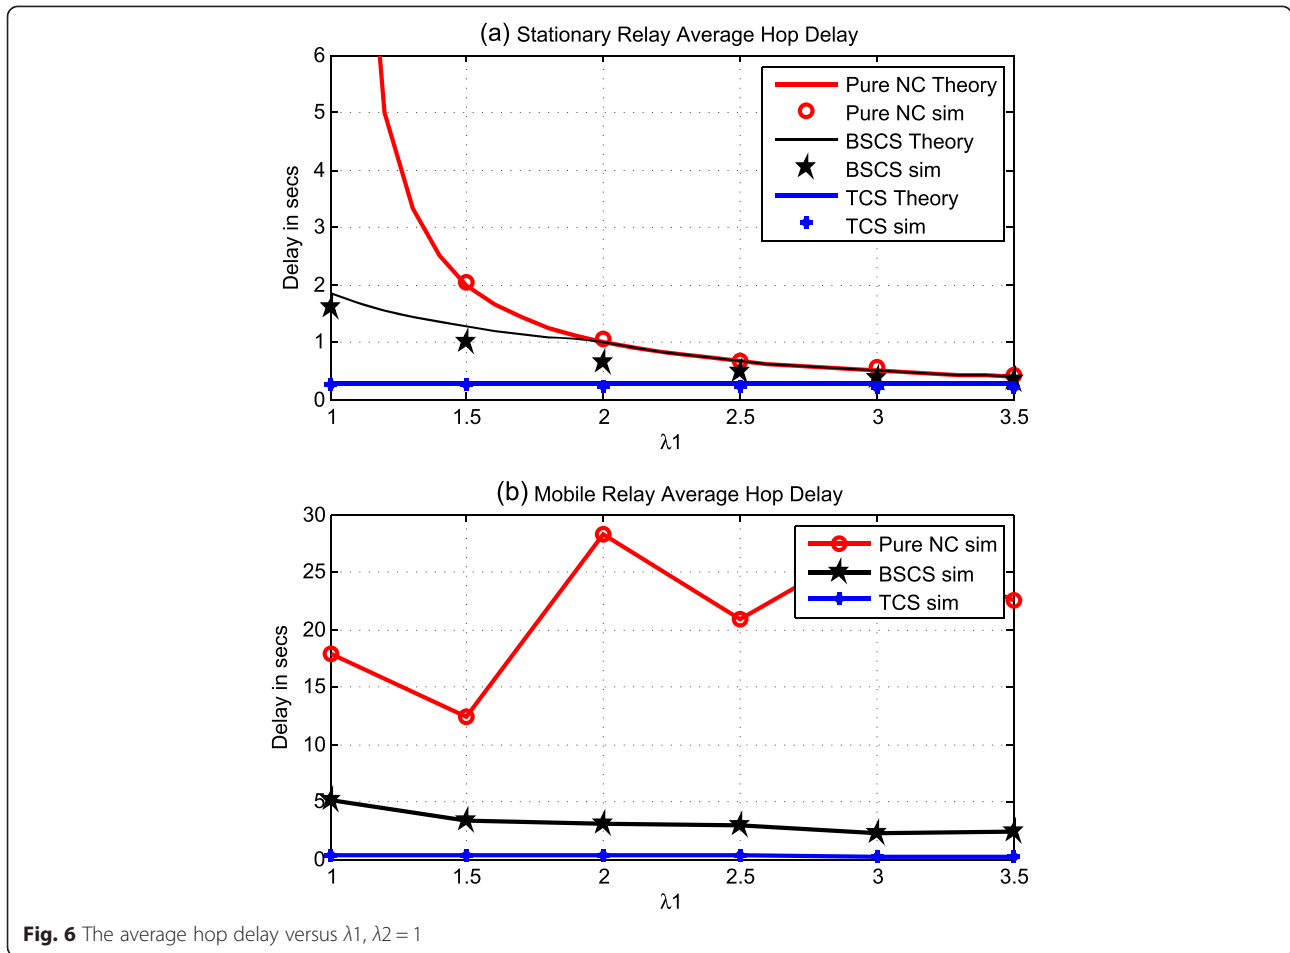 (a) Stationary Relay Average Hop Delay
6
5
4
3
2
1
0
Delay in secs
Pure NC Theory
Pure NC sim
BSCS Theory
BSCS sim
TCS Theory
TCS sim
1 1.5 2 2.5 3 3.5
λ1
(b) Mobile Relay Average Hop Delay
30
25
20
15
10
5
0
Delay in secs
Pure NC sim
BSCS sim
TCS sim
1 1.5 2 2.5 3 3.5
λ1
Fig. 6 The average hop delay versus λ1, λ2 = 1